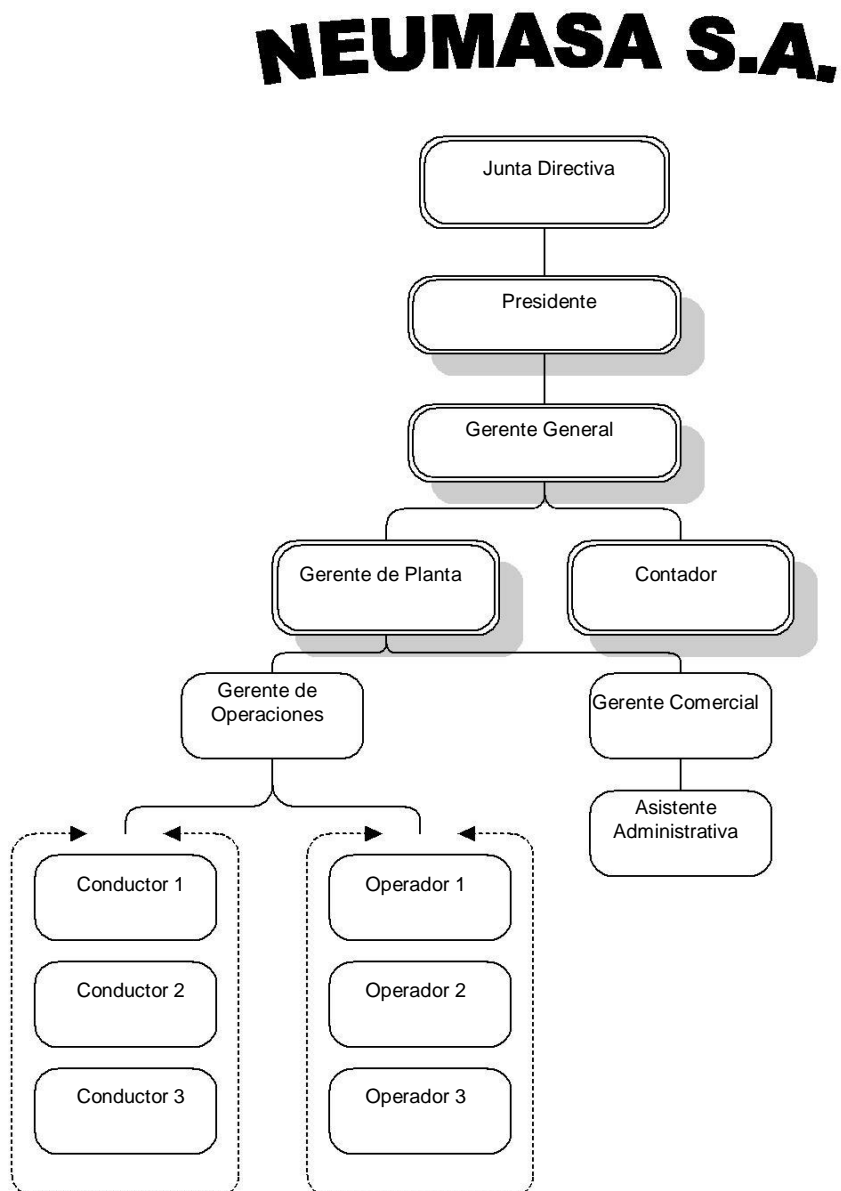 NEUMASA S.A.
Junta Directiva
Presidente
Gerente General
Gerente de Planta
Contador
Gerente de
Operaciones
Gerente Comercial
Asistente
Administrativa
Conductor 1
Operador 1
Conductor 2
Operador 2
Conductor 3
Operador 3